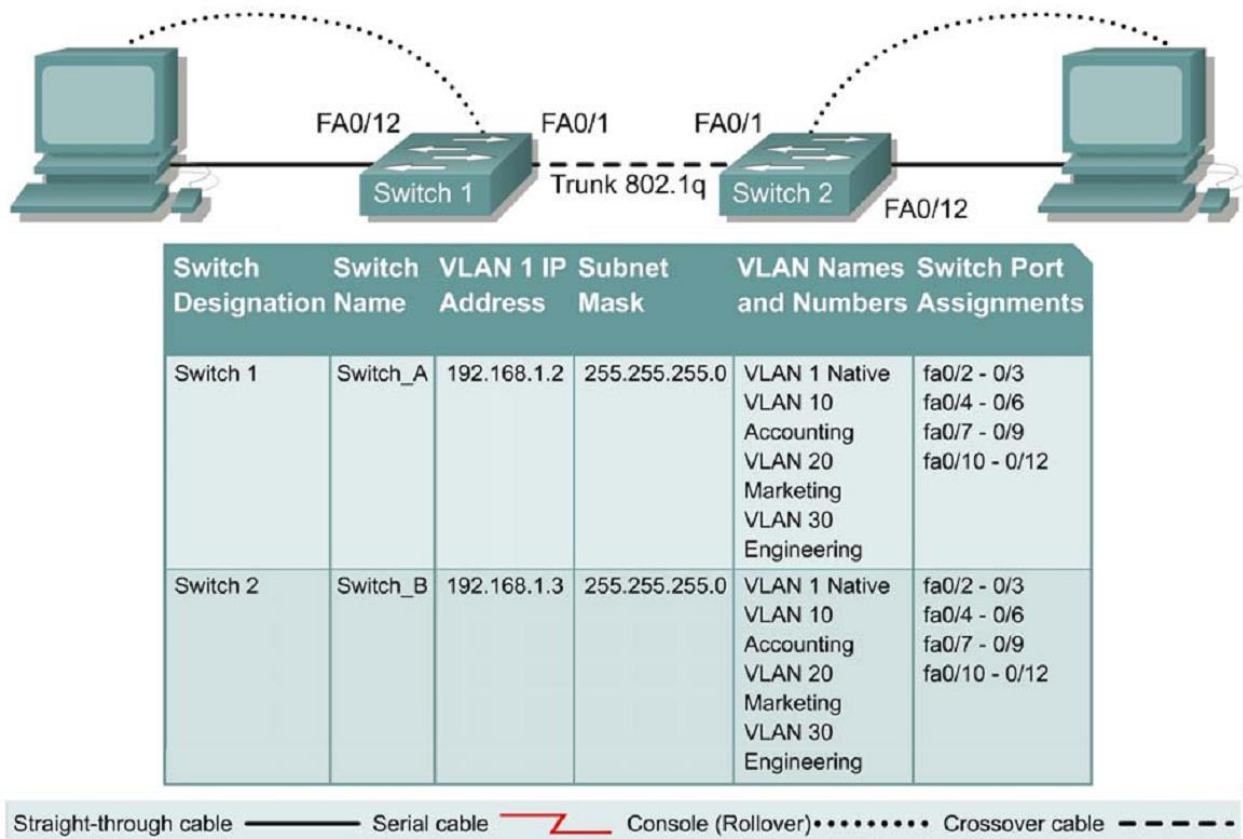 FA0/12
FA0/1
FA0/1
Switch 1
Trunk 802.1q
Switch 2
FA0/12
Switch Switch VLAN 1 IP Subnet VLAN Names Switch Port
Designation Name Address Mask and Numbers Assignments
Switch 1 Switch_A 192.168.1.2 255.255.255.0 VLAN 1 Native fa0/2 - 0/3
VLAN 10 fa0/4 - 0/6
Accounting fa0/7 - 0/9
VLAN 20 fa0/10 - 0/12
Marketing
VLAN 30
Engineering
Switch 2 Switch_B 192.168.1.3 255.255.255.0 VLAN 1 Native fa0/2 - 0/3
VLAN 10 fa0/4 - 0/6
Accounting fa0/7 - 0/9
VLAN 20 fa0/10 - 0/12
Marketing
VLAN 30
Engineering
Straight-through cable Serial cable Console (Rollover) Crossover cable